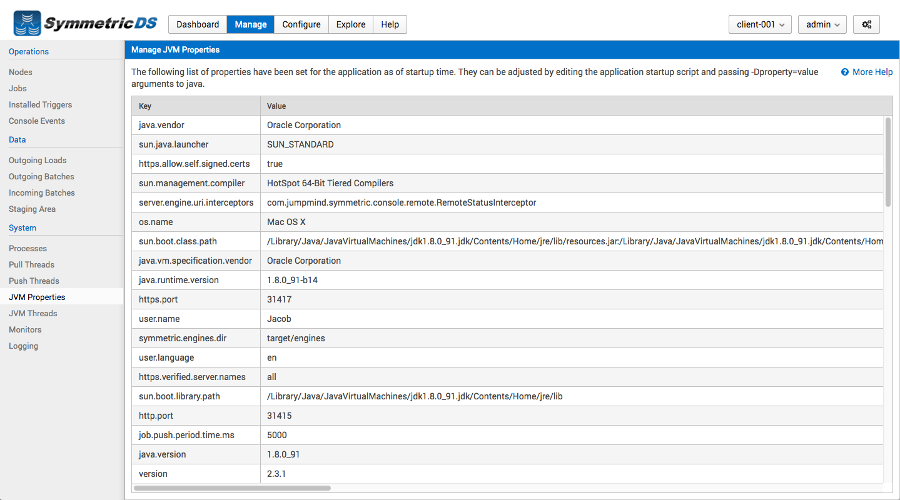 SymmetricDS
Dashboard Manage Configure Explore Help
client-001 admin
Operations
Nodes
Jobs
Installed Triggers
Console Events
Data
Outgoing Loads
Outgoing Batches
Incoming Batches
Staging Area
System
Processes
Pull Threads
Push Threads
JVM Properties
JVM Threads
Monitors
Logging
Manage JVM Properties
The following list of properties have been set for the application as of startup time. They can be adjusted by editing the application startup script and passing -Dproperty=value
arguments to java.
? More Help
Key Value
java.vendor Oracle Corporation
sun.java.launcher SUN_STANDARD
https.allow.self.signed.certs true
sun.management.compiler HotSpot 64-Bit Tiered Compilers
server.engine.uri.interceptors com.jumpmind.symmetric.console.remote.RemoteStatusInterceptor
os.name Mac OS X
sun.boot.class.path /Library/Java/JavaVirtualMachines/jdk1.8.0_91.jdk/Contents/Home/jre/lib/resources.jar:/Library/Java/JavaVirtualMachines/jdk1.8.0_91.jdk/Contents/Hom
java.vm.specification.vendor Oracle Corporation
java.runtime.version 1.8.0_91-b14
https.port 31417
user.name Jacob
symmetric.engines.dir target/engines
user.language en
https.verified.server.names all
sun.boot.library.path /Library/Java/JavaVirtualMachines/jdk1.8.0_91.jdk/Contents/Home/jre/lib
http.port 31415
job.push.period.time.ms 5000
java.version 1.8.0_91
version 2.3.1